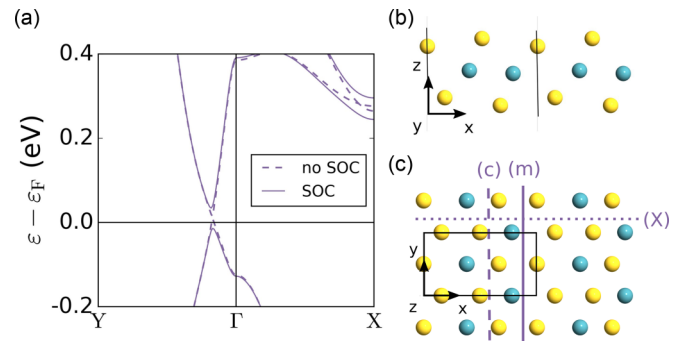 (a)
0.4
0.2
0.0
-0.2
ε − ε_F (eV)
no SOC
SOC
Y
Γ
X
(b)
z
y
x
(c)
(c)
(m)
(X)
y
z
x